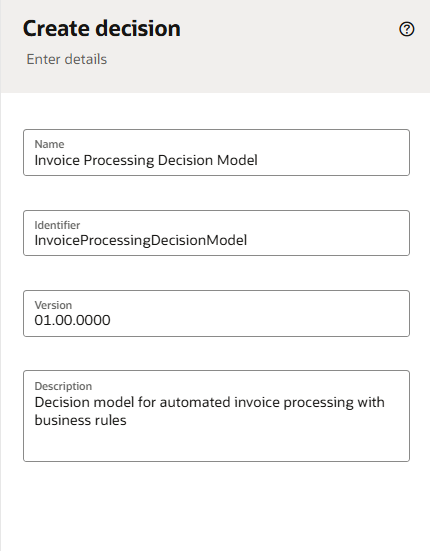 Create decision
Enter details
Name
Invoice Processing Decision Model
Identifier
InvoiceProcessingDecisionModel
Version
01.00.0000
Description
Decision model for automated invoice processing with
business rules